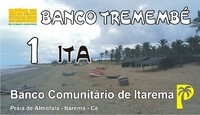 BANCO TREMEMBÉ
1 ITA
Banco Comunitário de Itarema
Praia de Almofala - Itarema - Ce